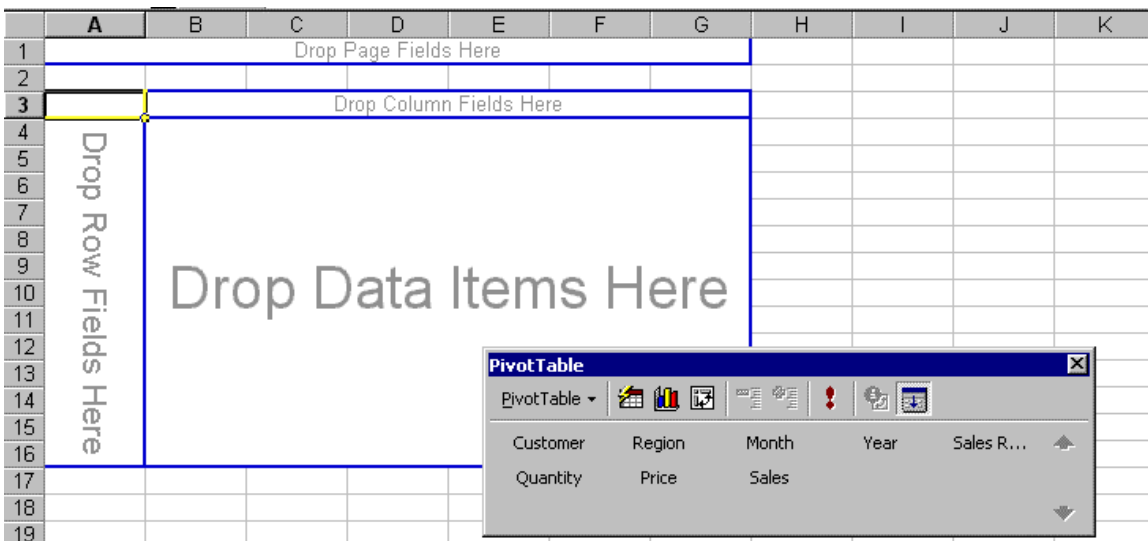 A B C D E F G H I J K
1 Drop Page Fields Here
2
3 Drop Column Fields Here
4
5
6
7
8
9
10
11
12
13
14
15
16
17
18
19
Drop Row Fields Here
Drop Data Items Here
PivotTable
PivotTable
Customer Region Month Year Sales R...
Quantity Price Sales